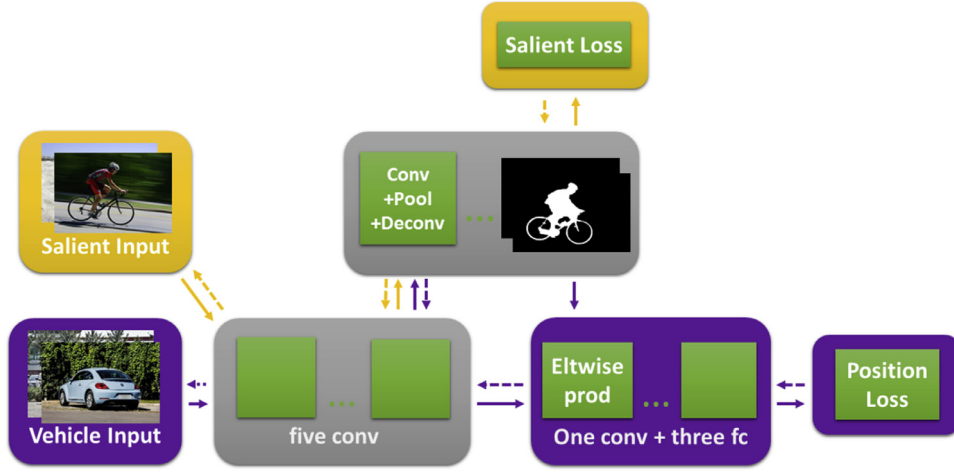 Salient Loss
Conv
+Pool
+Deconv
...
Salient Input
Vehicle Input
...
five conv
Eltwise
prod
...
One conv + three fc
Position
Loss